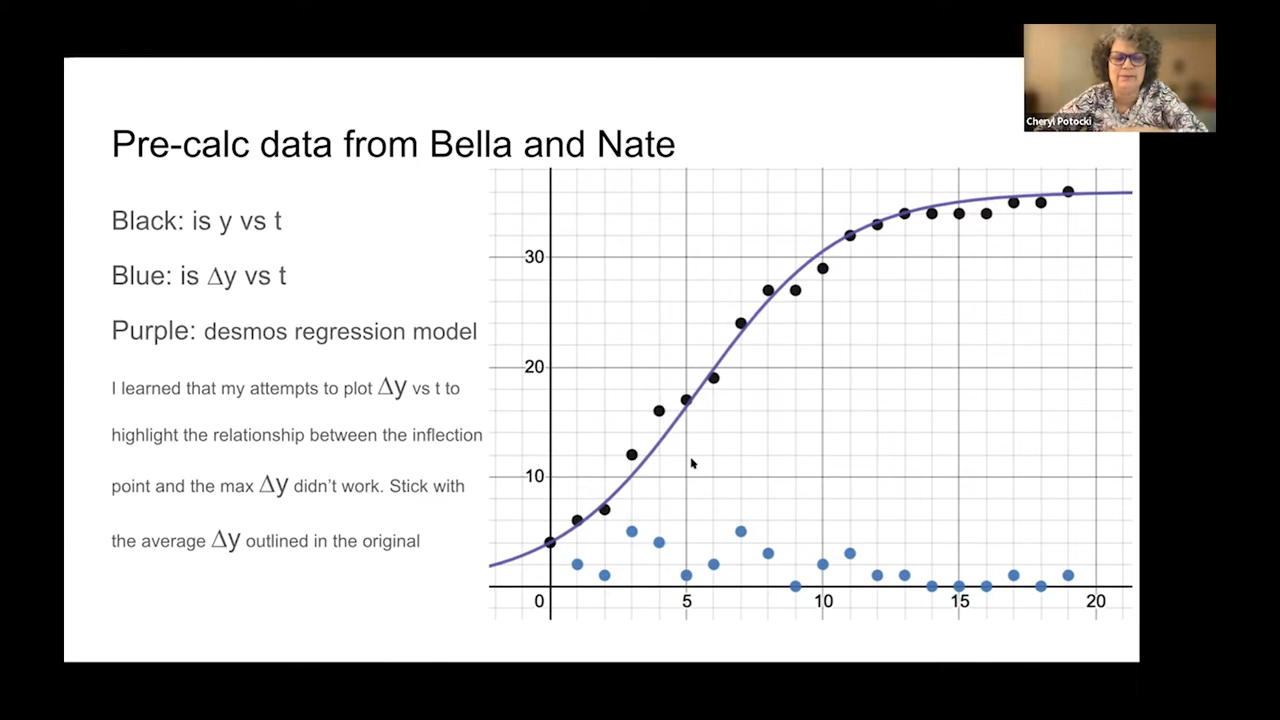 Cheryl Potocki
Pre-calc data from Bella and Nate
Black: is y vs t
Blue: is Δy vs t
Purple: desmos regression model
I learned that my attempts to plot Δy vs t to
highlight the relationship between the inflection
point and the max Δy didn't work. Stick with
the average Δy outlined in the original
30
20
10
0 5 10 15 20